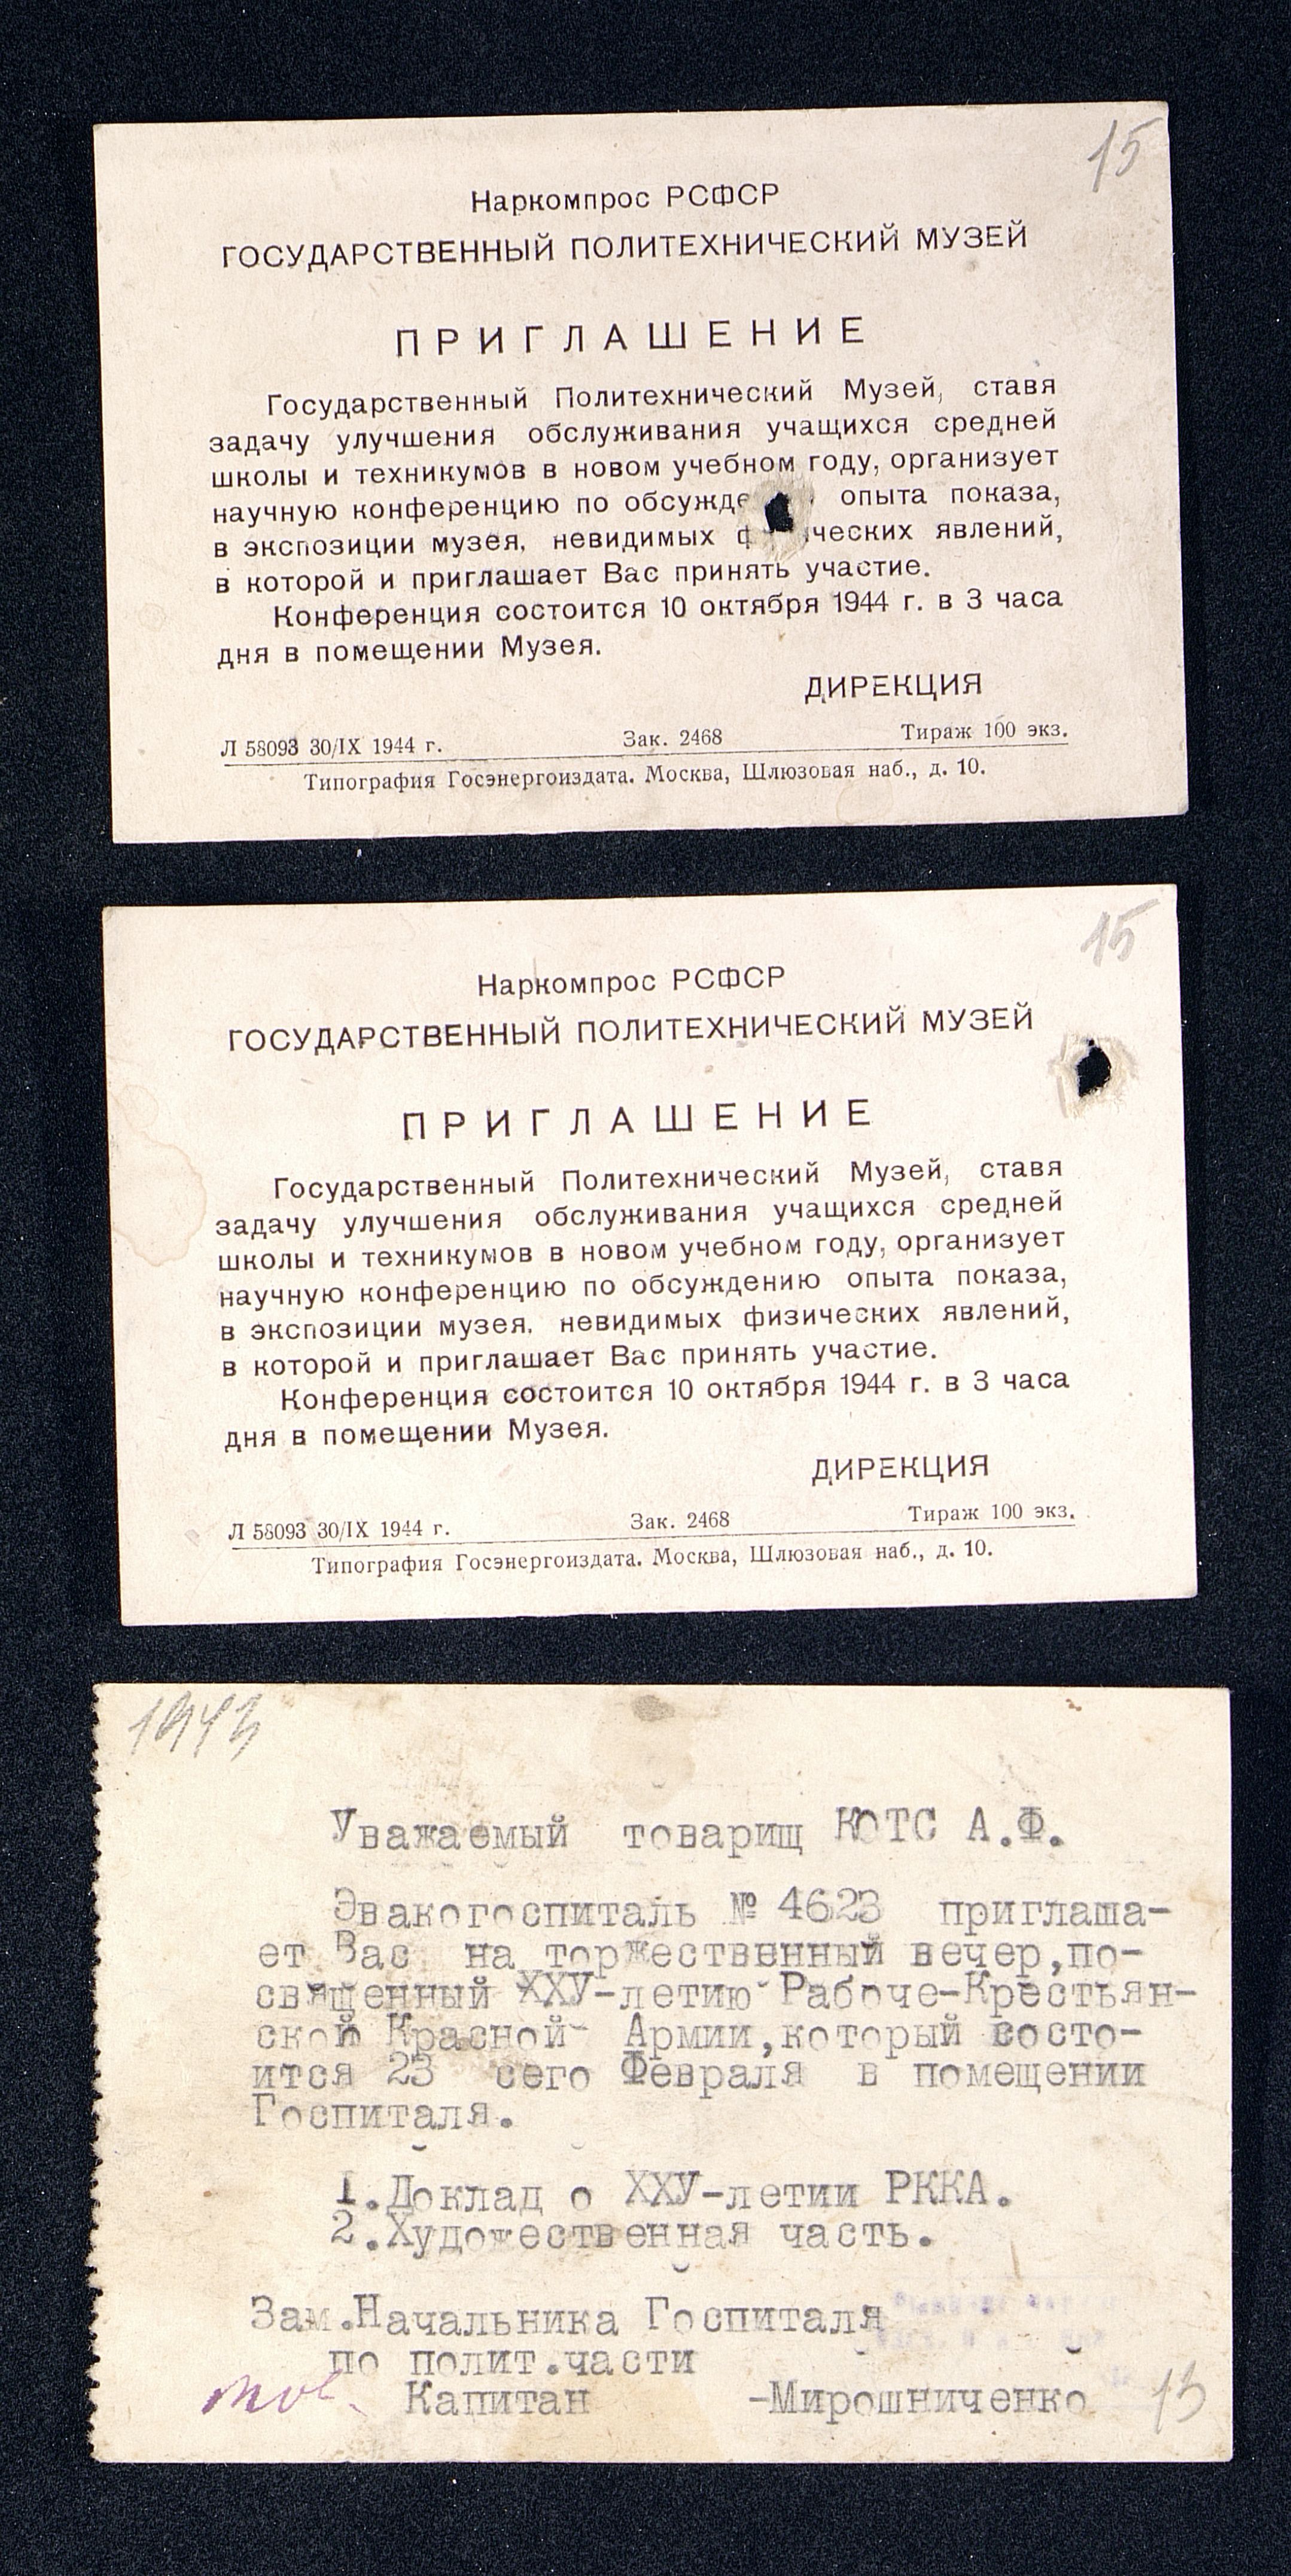 15
Наркомпрос РСФСР
ГОСУДАРСТВЕННЫЙ ПОЛИТЕХНИЧЕСКИЙ МУЗЕЙ
ПРИГЛАШЕНИЕ
Государственный Политехнический Музей, ставя
задачу улучшения обслуживания учащихся средней
школы и техникумов в новом учебном году, организует
научную конференцию по опыта показа,
в экспозиции музея, невидимых явлений,
в которой и приглашает Вас принять участие.
Конференция состоится 10 октября 1944 г. в 3 часа
дня в помещении Музея.
ДИРЕКЦИЯ
Л 58093 30/IX 1944 г. Зак. 2468 Тираж 100 экз.
Типография Госэнергоиздата. Москва, Шлюзовая наб., д. 10.
15
Наркомпрос РСФСР
ГОСУДАРСТВЕННЫЙ ПОЛИТЕХНИЧЕСКИЙ МУЗЕЙ
ПРИГЛАШЕНИЕ
Государственный Политехнический Музей, ставя
задачу улучшения обслуживания учащихся средней
школы и техникумов в новом учебном году, организует
научную конференцию по обсуждению опыта показа,
в экспозиции музея, невидимых физических явлений,
в которой и приглашает Вас принять участие.
Конференция состоится 10 октября 1944 г. в 3 часа
дня в помещении Музея.
ДИРЕКЦИЯ
Л 58093 30/IX 1944 г. Зак. 2468 Тираж 100 экз.
Типография Госэнергоиздата. Москва, Шлюзовая наб., д. 10.
1943
Уважаемый товарищ КОТС А.Ф.
Эвакогоспиталь № 4623 приглаша-
ет Вас на торжественный вечер,по-
священный ХХУ-летию Рабоче-Крестьян-
ской Красной Армии,который состо-
ится 23 сего Февраля в помещении
Госпиталя.
1.Доклад о ХХУ-летии РККА.
2.Художественная часть.
Зам.Начальника Госпиталя
по полит.части
Капитан -Мирошниченко
13